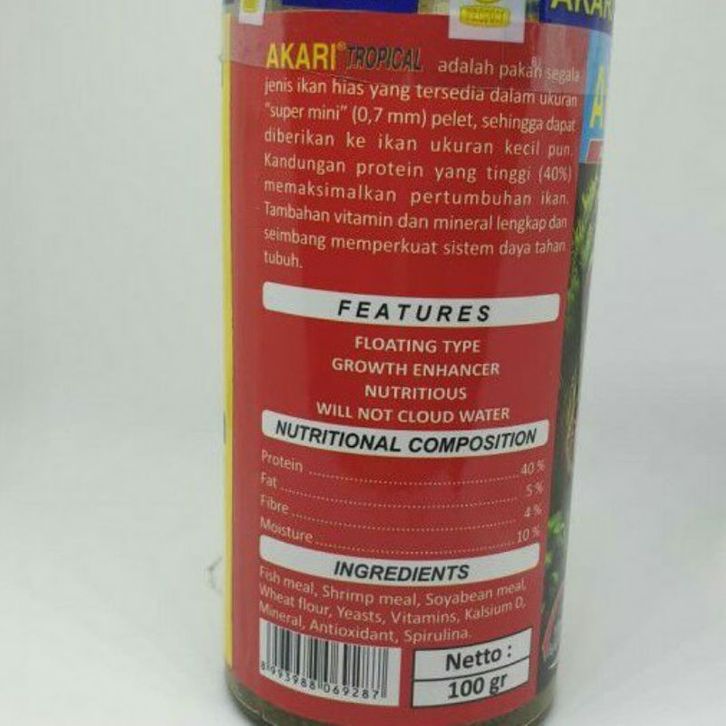 AKARI® TROPICAL adalah pakan segala
jenis ikan hias yang tersedia dalam ukuran
"super mini" (0,7 mm) pelet, sehingga dapat
diberikan ke ikan ukuran kecil pun.
Kandungan protein yang tinggi (40%)
memaksimalkan pertumbuhan ikan.
Tambahan vitamin dan mineral lengkap dan
seimbang memperkuat sistem daya tahan
tubuh.
FEATURES
FLOATING TYPE
GROWTH ENHANCER
NUTRITIOUS
WILL NOT CLOUD WATER
NUTRITIONAL COMPOSITION
Protein 40 %
Fat 5 %
Fibre 4 %
Moisture 10 %
INGREDIENTS
Fish meal, Shrimp meal, Soyabean meal,
Wheat flour, Yeasts, Vitamins, Kalsium D,
Mineral, Antioxidant, Spirulina.
8 993988 069287
Netto :
100 gr